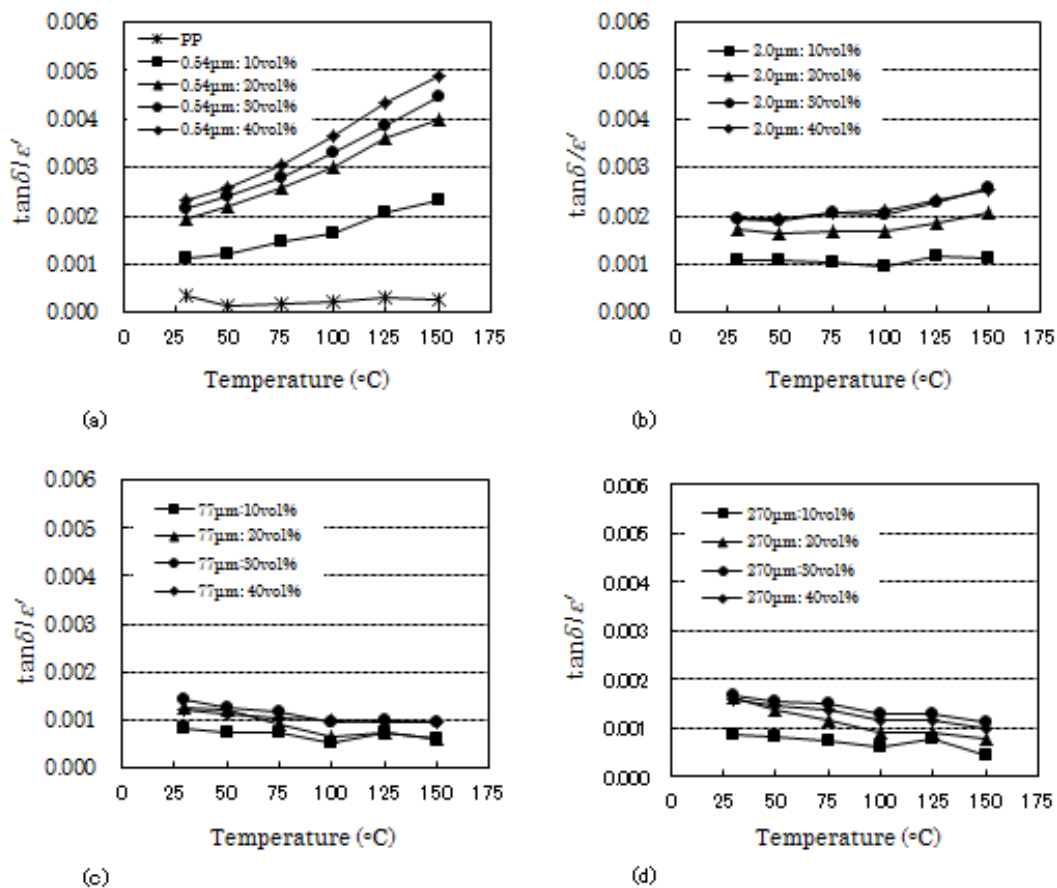 0.006
0.005
0.004
0.003
0.002
0.001
0.000
tanδ/ε′
PP
0.54µm: 10vol%
0.54µm: 20vol%
0.54µm: 30vol%
0.54µm: 40vol%
0 25 50 75 100 125 150 175
Temperature (°C)
(a)
0.006
0.005
0.004
0.003
0.002
0.001
0.000
tanδ/ε′
2.0µm: 10vol%
2.0µm: 20vol%
2.0µm: 30vol%
2.0µm: 40vol%
0 25 50 75 100 125 150 175
Temperature (°C)
(b)
0.006
0.005
0.004
0.003
0.002
0.001
0.000
tanδ/ε′
77µm:10vol%
77µm: 20vol%
77µm:30vol%
77µm: 40vol%
0 25 50 75 100 125 150 175
Temperature (°C)
(c)
0.006
0.005
0.004
0.003
0.002
0.001
0.000
tanδ/ε′
270µm:10vol%
270µm: 20vol%
270µm:30vol%
270µm: 40vol%
0 25 50 75 100 125 150 175
Temperature (°C)
(d)